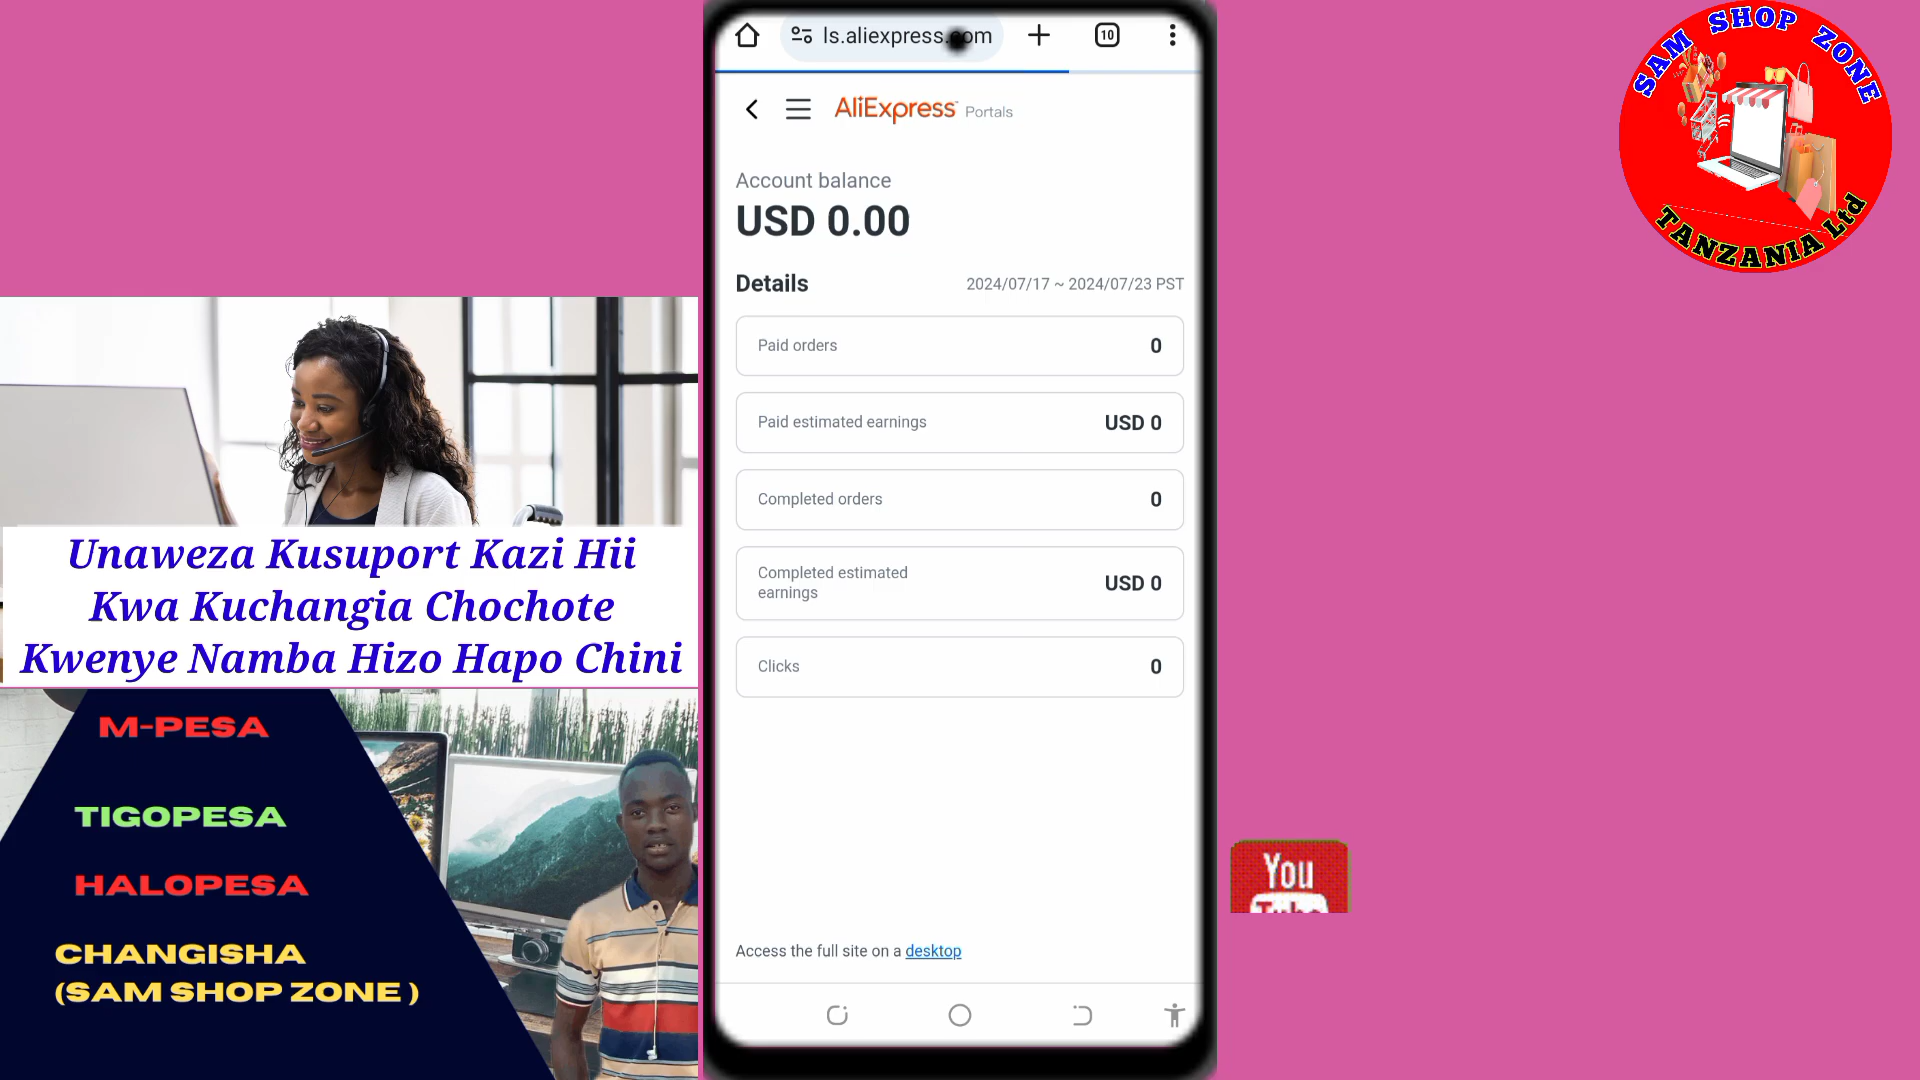 Unaweza Kusuport Kazi Hii
Kwa Kuchangia Chochote
Kwenye Namba Hizo Hapo Chini
M-PESA
TIGOPESA
HALOPESA
CHANGISHA
(SAM SHOP ZONE )
10
AliExpress Portals
Account balance
USD 0.00
Details 2024/07/17 ~ 2024/07/23 PST
Paid orders 0
Paid estimated earnings USD 0
Completed orders 0
Completed estimated
earnings USD 0
Clicks 0
Access the full site on a desktop
SAM SHOP ZONE
TANZANIA Ltd
You